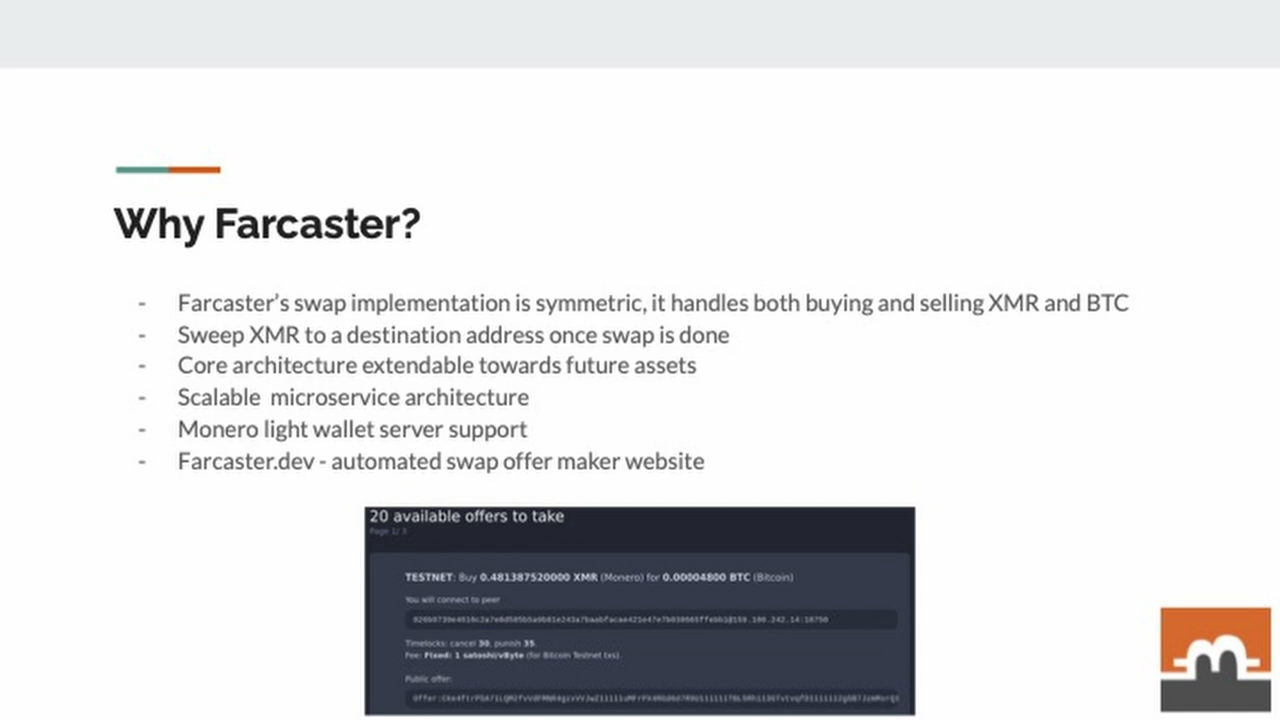 Why Farcaster?
- Farcaster's swap implementation is symmetric, it handles both buying and selling XMR and BTC
- Sweep XMR to a destination address once swap is done
- Core architecture extendable towards future assets
- Scalable  microservice architecture
- Monero light wallet server support
- Farcaster.dev - automated swap offer maker website
20 available offers to take
Page 1/ 3
TESTNET: Buy 0.481387520000 XMR (Monero) for 0.00004800 BTC (Bitcoin)
You will connect to peer
Timelocks: cancel 30, punish 35.
Fee: Fixed: 1 satoshi/vByte (for Bitcoin Testnet txs).
Public offer: